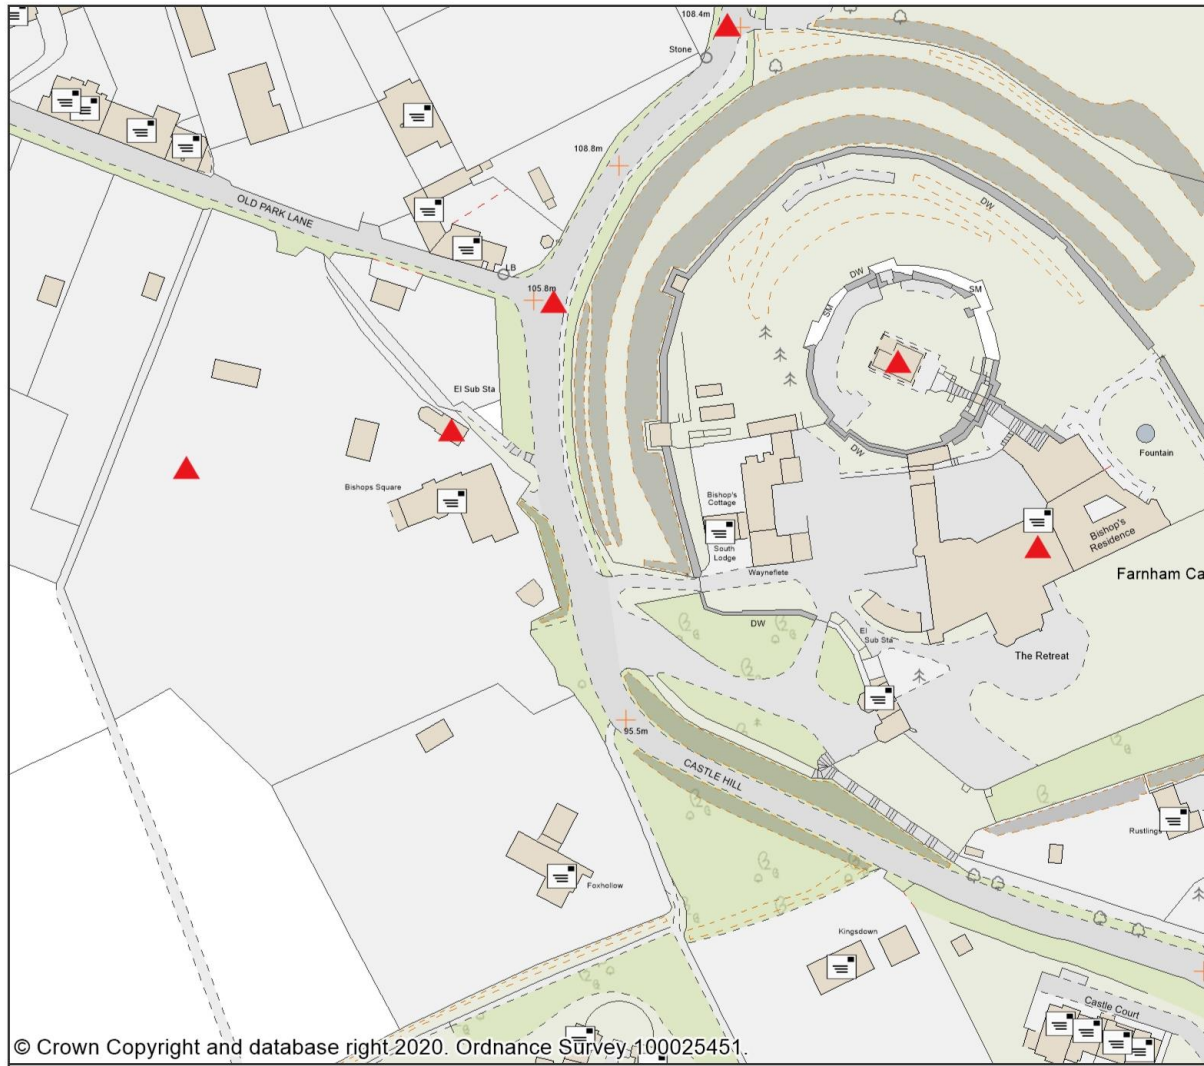 108.4m
Stone
108.8m
OLD PARK LANE
DW
LB
105.8m
DW
SM
SM
El Sub Sta
DW
Fountain
Bishops Square
Bishop's
Cottage
South
Lodge
Bishop's
Residence
Waynefiete
Farnham Ca
DW
El
Sub Sta
The Retreat
95.5m
CASTLE HILL
Rustlings
Foxhollow
Kingsdown
Castle Court
© Crown Copyright and database right 2020. Ordnance Survey 100025451.